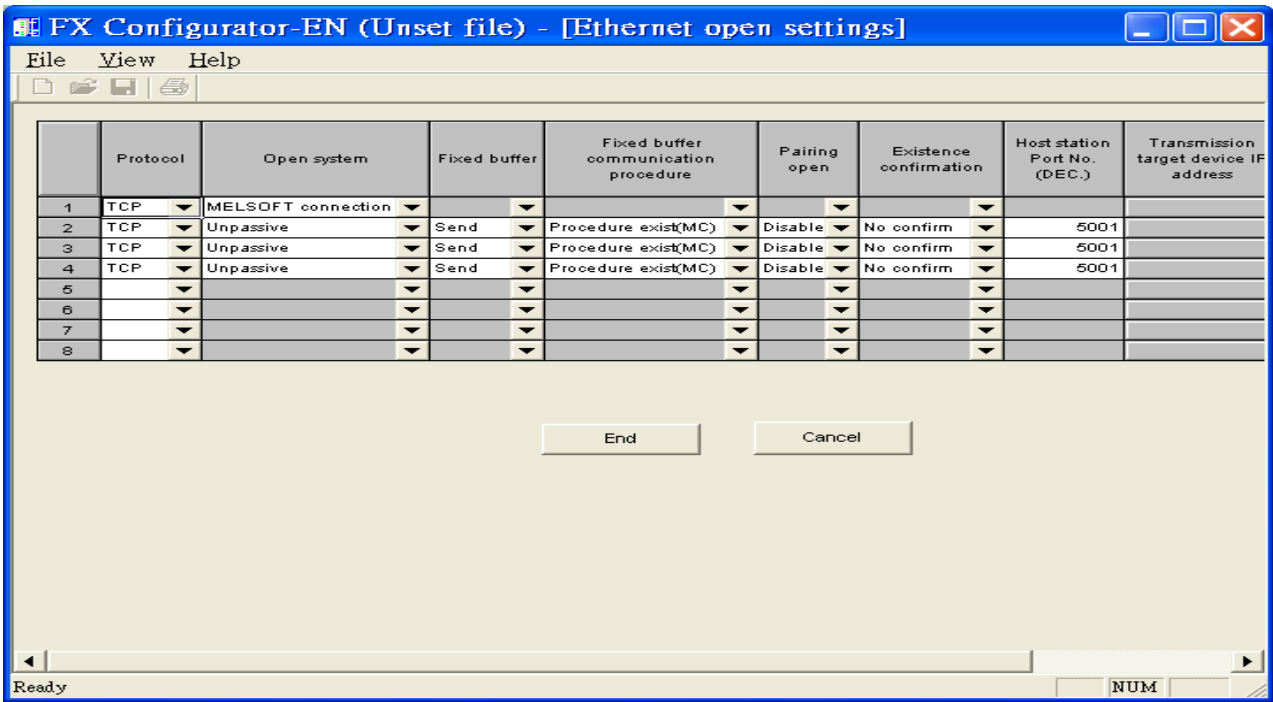 FX Configurator-EN (Unset file) - [Ethernet open settings]
File View Help
Protocol Open system Fixed buffer Fixed buffer communication procedure Pairing open Existence confirmation Host station Port No. (DEC.) Transmission target device IF address
1 TCP MELSOFT connection
2 TCP Unpassive Send Procedure exist(MC) Disable No confirm 5001
3 TCP Unpassive Send Procedure exist(MC) Disable No confirm 5001
4 TCP Unpassive Send Procedure exist(MC) Disable No confirm 5001
5
6
7
8
End Cancel
Ready NUM